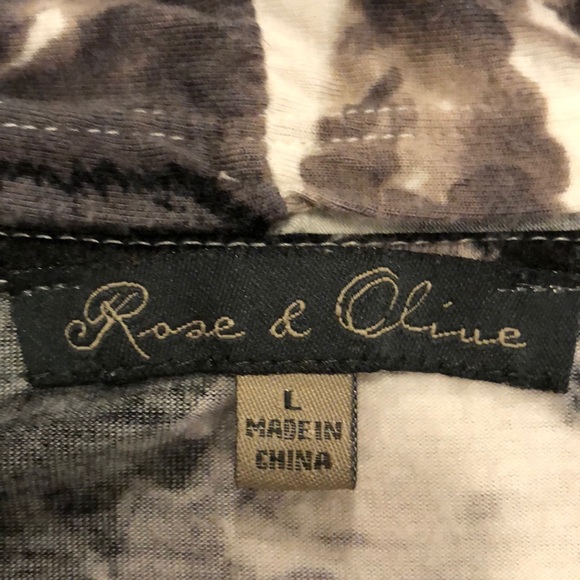 Rose & Olive
L
MADE IN
CHINA